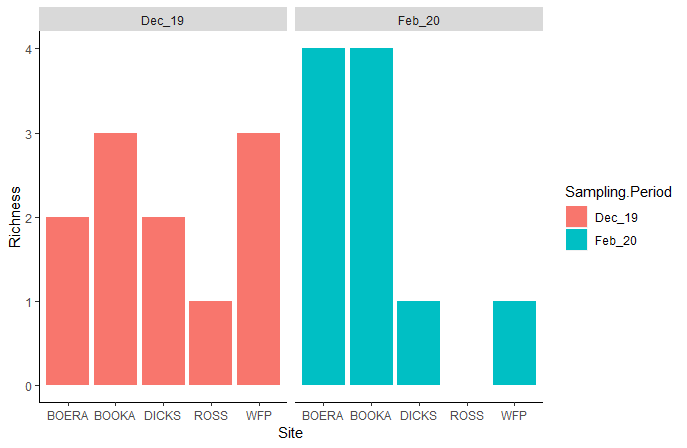 Dec_19
Feb_20
4
3
2
1
0
Richness
BOERA BOOKA DICKS ROSS WFP
BOERA BOOKA DICKS ROSS WFP
Site
Sampling.Period
Dec_19
Feb_20